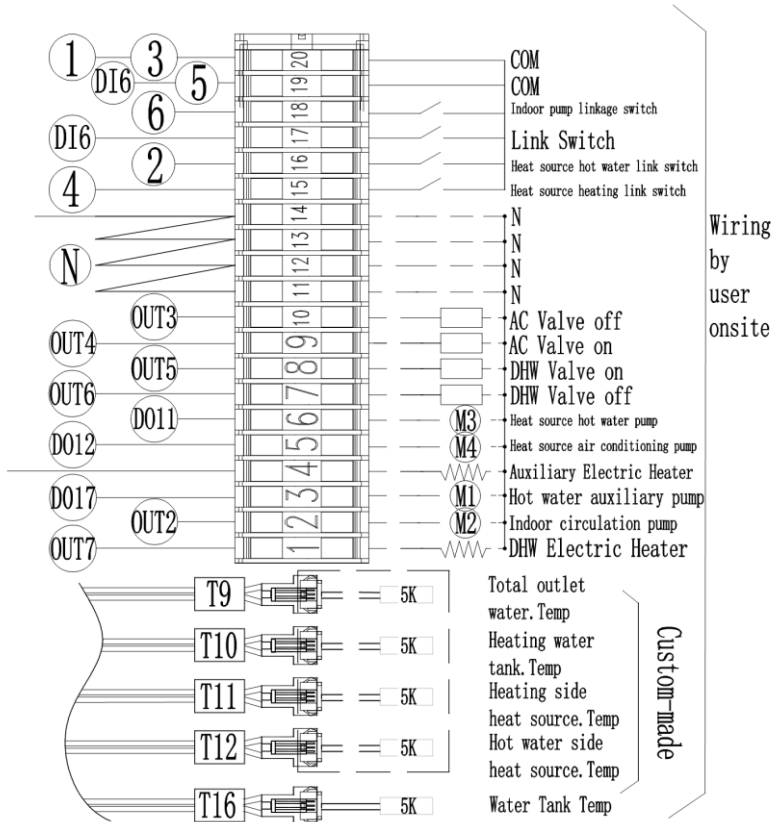 1 3 20 COM
DI6 5 19 COM
6 18 Indoor pump linkage switch
DI6 17 Link Switch
2 16 Heat source hot water link switch
4 15 Heat source heating link switch
14 N
13 N
N 12 N
11 N
OUT3 10 AC Valve off
OUT4 9 AC Valve on
OUT5 8 DHW Valve on
OUT6 7 DHW Valve off
DO11 6 M3 Heat source hot water pump
DO12 5 M4 Heat source air conditioning pump
4 Auxiliary Electric Heater
DO17 3 M1 Hot water auxiliary pump
OUT2 2 M2 Indoor circulation pump
OUT7 1 DHW Electric Heater
Wiring
by
user
onsite
T9 5K Total outlet
water.Temp
T10 5K Heating water
tank.Temp
T11 5K Heating side
heat source.Temp
T12 5K Hot water side
heat source.Temp
T16 5K Water Tank Temp
Custom-made